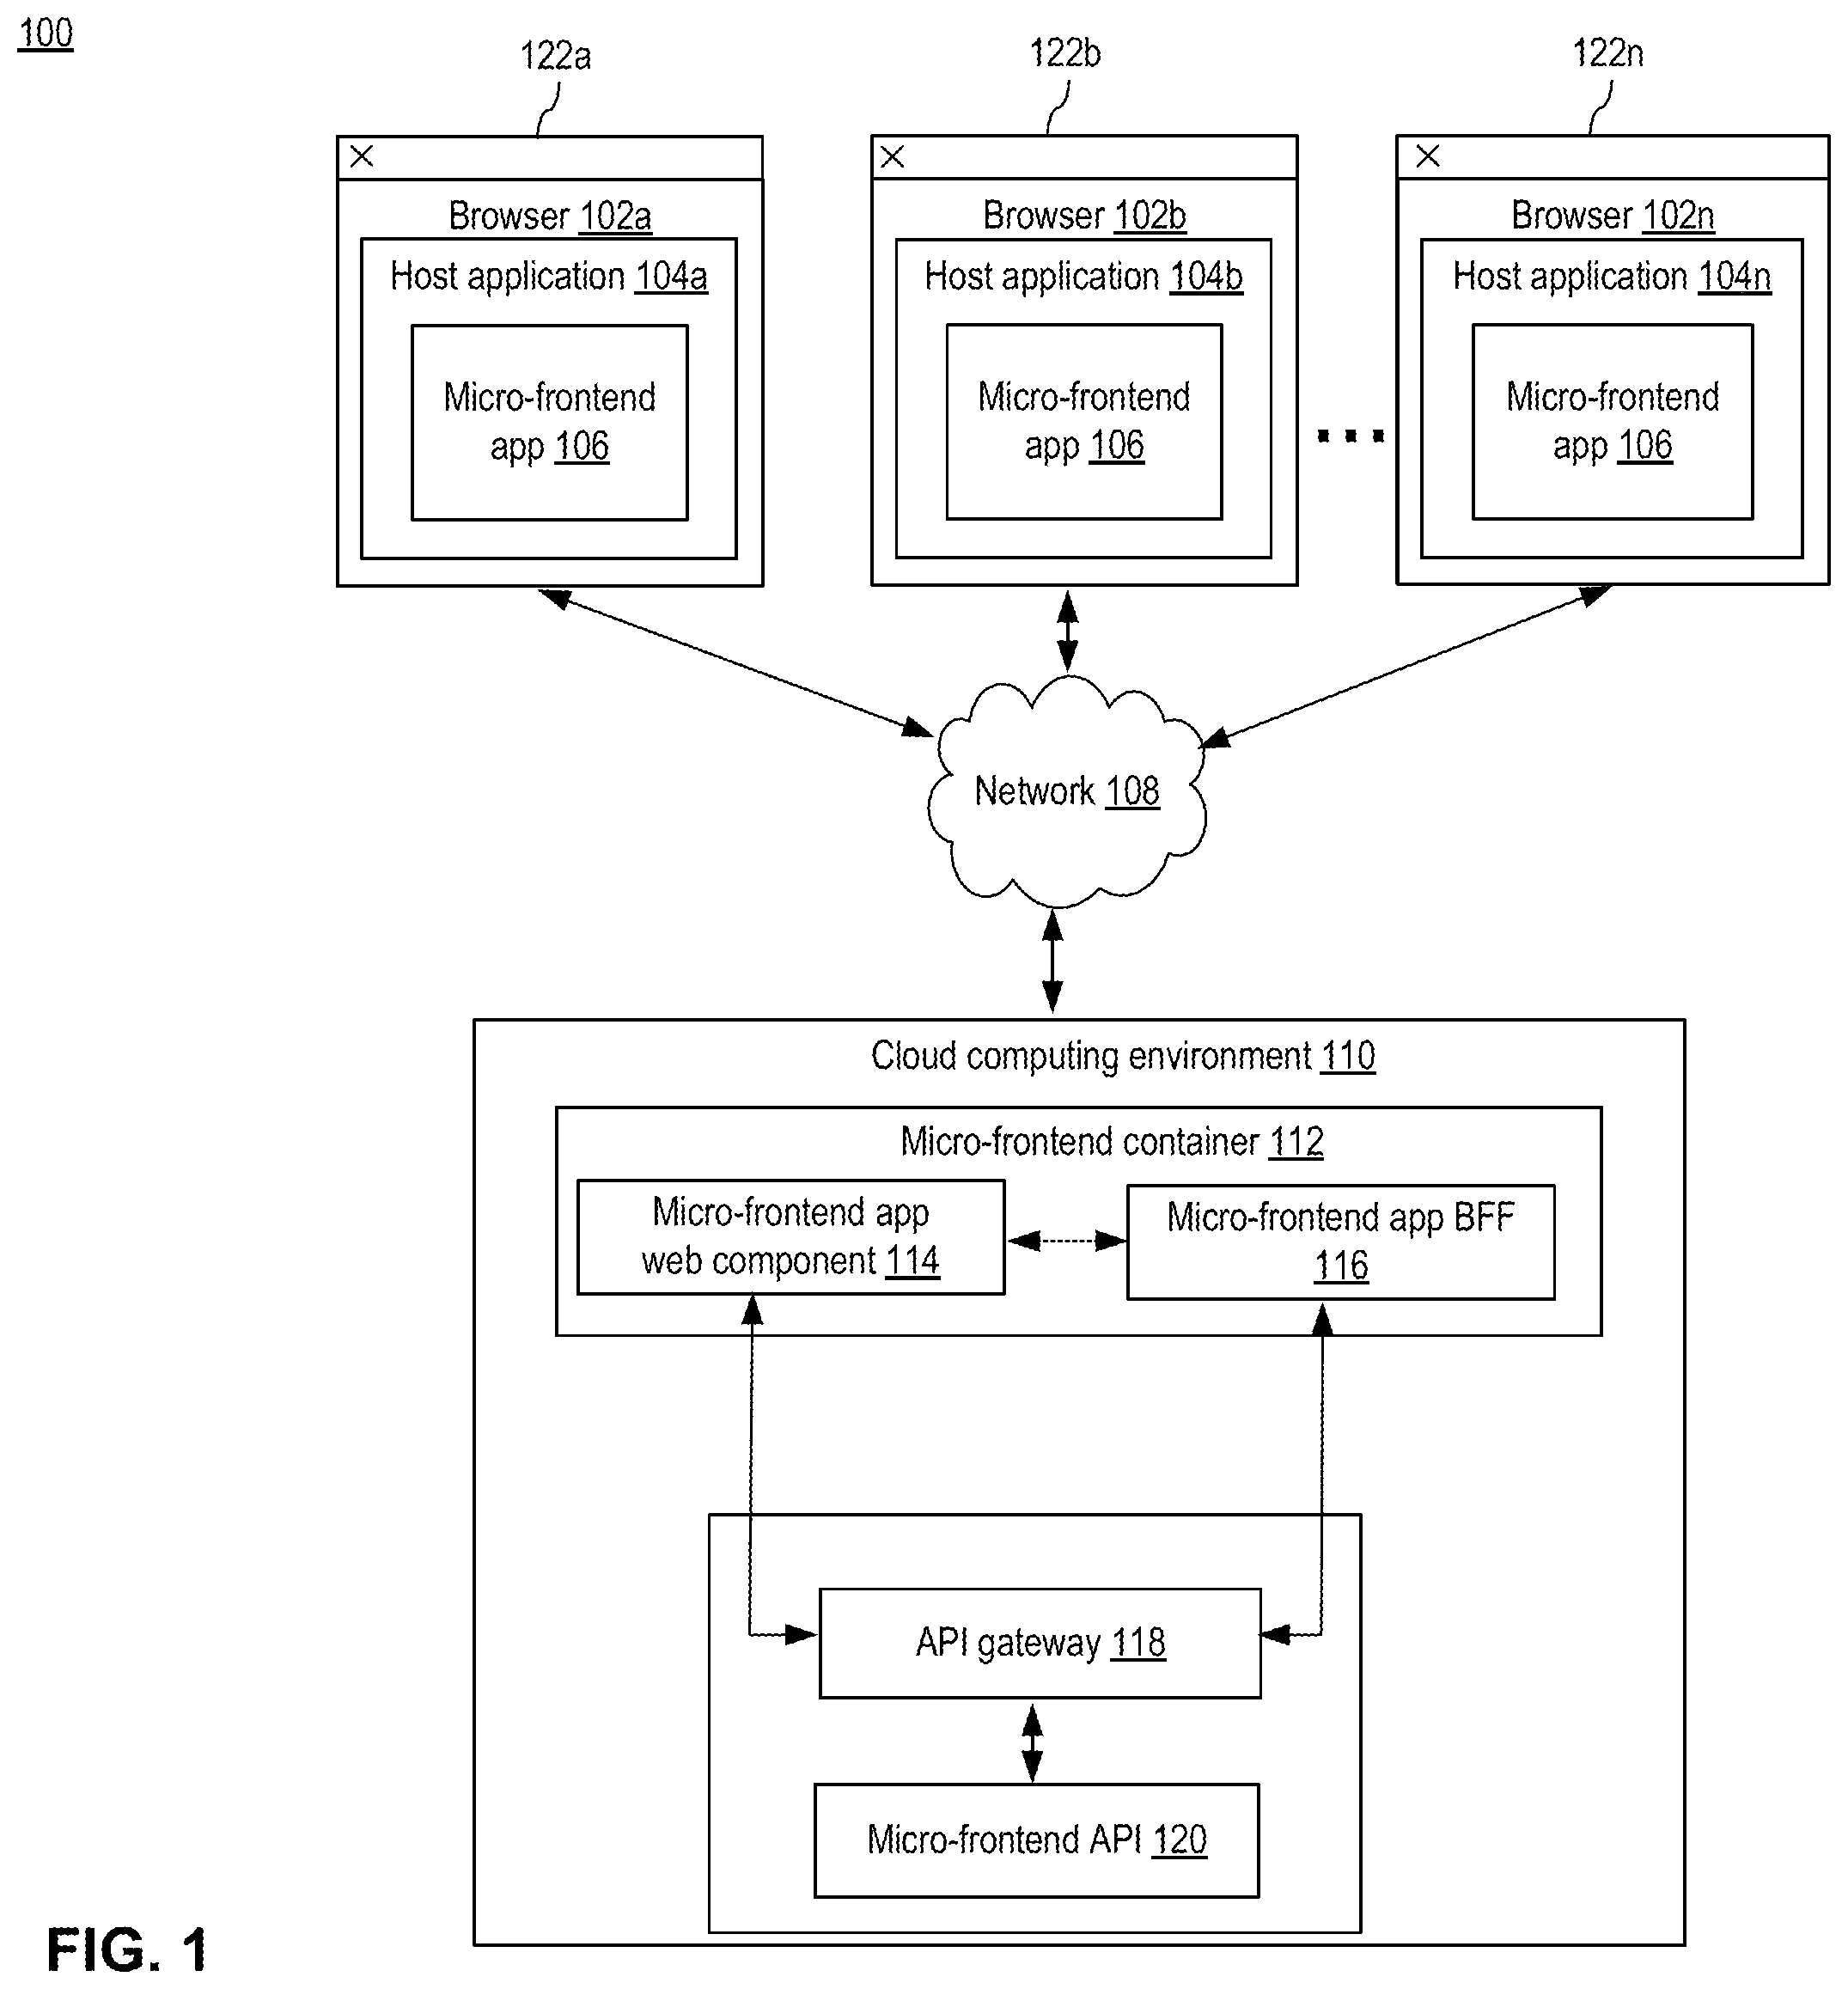 100
122a
122b
122n
Browser 102a
Host application 104a
Micro-frontend
app 106
Browser 102b
Host application 104b
Micro-frontend
app 106
Browser 102n
Host application 104n
Micro-frontend
app 106
Network 108
Cloud computing environment 110
Micro-frontend container 112
Micro-frontend app
web component 114
Micro-frontend app BFF
116
API gateway 118
Micro-frontend API 120
FIG. 1